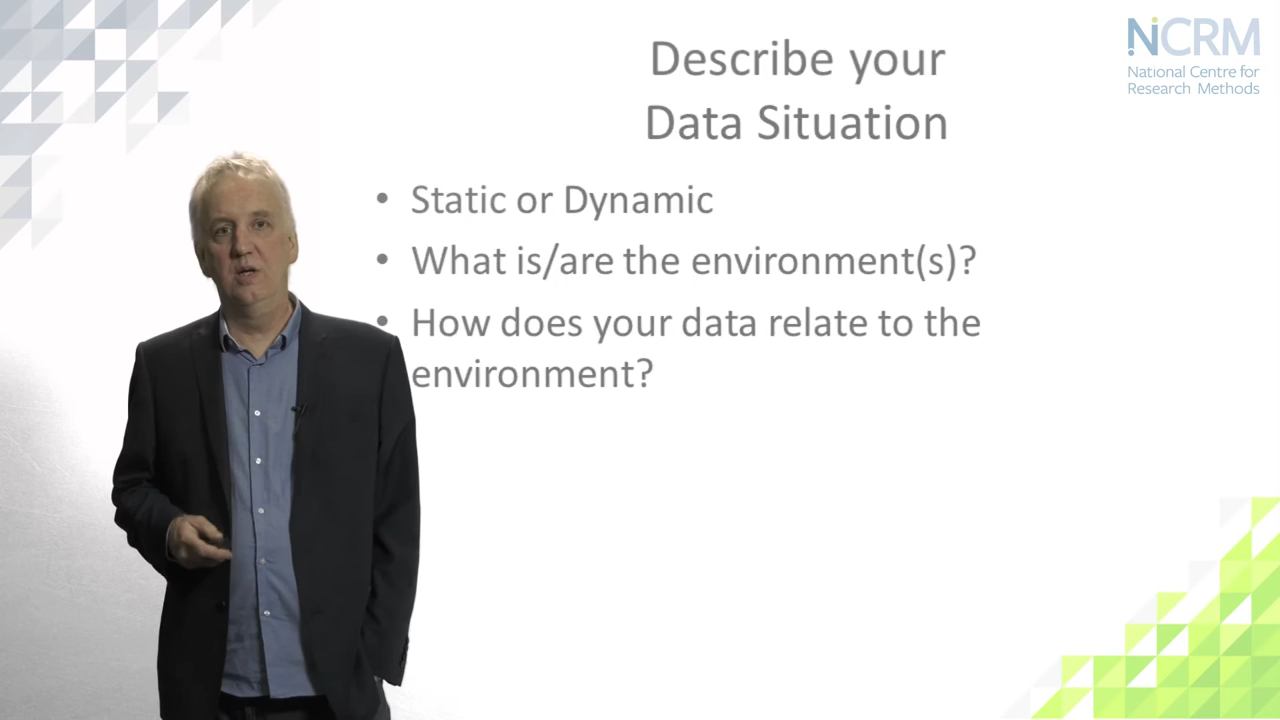 NCRM
National Centre for
Research Methods
Describe your
Data Situation
• Static or Dynamic
• What is/are the environment(s)?
• How does your data relate to the
environment?